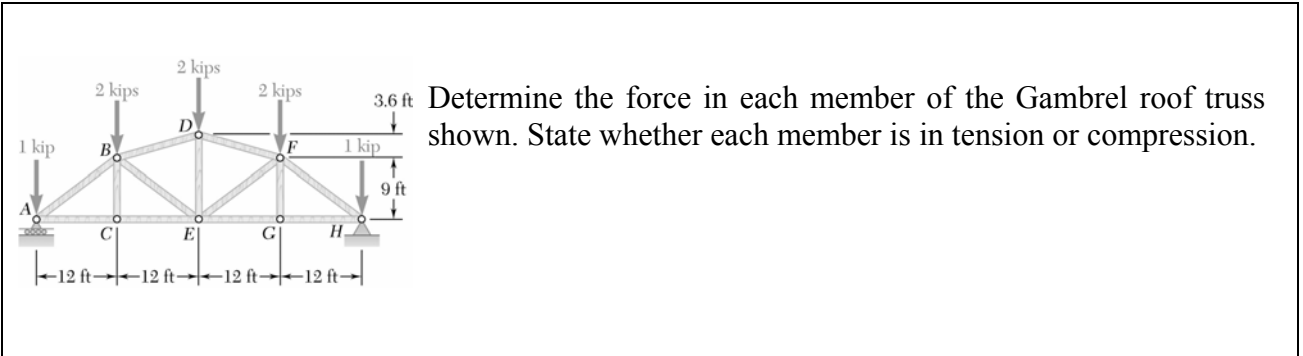 2 kips
2 kips
2 kips
3.6 ft
Determine the force in each member of the Gambrel roof truss
shown. State whether each member is in tension or compression.
D
1 kip
B
F
1 kip
9 ft
A
C
E
G
H
12 ft
12 ft
12 ft
12 ft